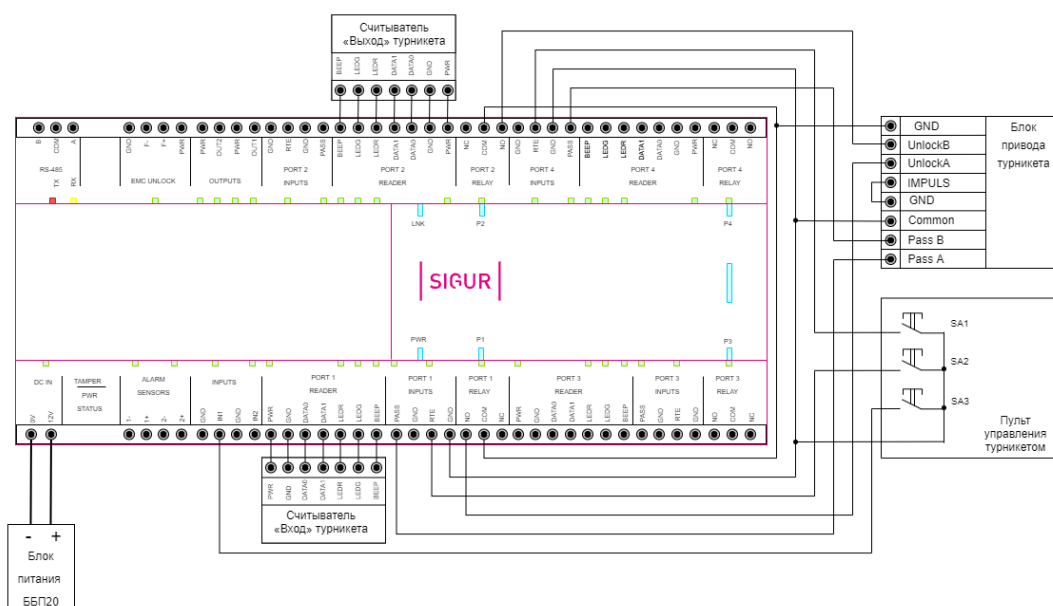 Считыватель
«Выход» турникета
BEEP LEDG LEDR DATA1 DATA0 GND PWR
B COM A GND F- F+ PWR PWR OUT2 PWR OUT1 GND RTE GND PASS BEEP LEDG LEDR DATA1 DATA0 GND PWR NC COM NO GND RTE GND PASS BEEP LEDG LEDR DATA1 DATA0 GND PWR NC COM NO
RS-485
TX RX
EMC UNLOCK
OUTPUTS
PORT 2
INPUTS
PORT 2
READER
PORT 2
RELAY
PORT 4
INPUTS
PORT 4
READER
PORT 4
RELAY
LNK P2 P4
SIGUR
PWR P1 P3
DC IN
TAMPER
PWR
STATUS
ALARM
SENSORS
INPUTS
PORT 1
READER
PORT 1
INPUTS
PORT 1
RELAY
PORT 3
READER
PORT 3
INPUTS
PORT 3
RELAY
0V 12V 1- 1+ 2- 2+ GND IN1 GND IN2 PWR GND DATA0 DATA1 LEDR LEDG BEEP PASS GND RTE GND NO COM NC PWR GND DATA0 DATA1 LEDR LEDG BEEP PASS GND RTE GND NO COM NC
PWR GND DATA0 DATA1 LEDR LEDG BEEP
Считыватель
«Вход» турникета
- +
Блок
питания
ББП20
GND
UnlockB
UnlockA
IMPULS
GND
Common
Pass B
Pass A
Блок
привода
турникета
SA1
SA2
SA3
Пульт
управления
турникетом